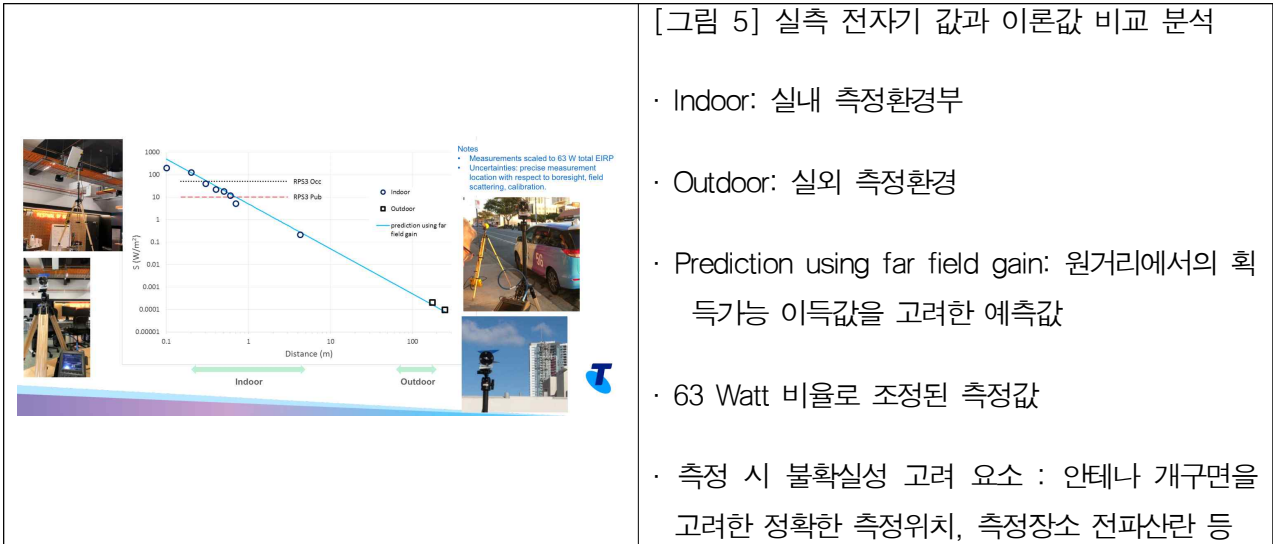 [그림 5] 실측 전자기 값과 이론값 비교 분석
· Indoor: 실내 측정환경부
· Outdoor: 실외 측정환경
· Prediction using far field gain: 원거리에서의 획
득가능 이득값을 고려한 예측값
· 63 Watt 비율로 조정된 측정값
· 측정 시 불확실성 고려 요소 : 안테나 개구면을
고려한 정확한 측정위치, 측정장소 전파산란 등
Notes
• Measurements scaled to 63 W total EIRP
• Uncertainties: precise measurement
location with respect to boresight, field
scattering, calibration.
S (W/m²)
1000
100
10
1
0.1
0.01
0.001
0.0001
0.00001
RPS3 Occ
RPS3 Pub
Indoor
Outdoor
prediction using far
field gain
0.1
1
10
100
Distance (m)
Indoor
Outdoor
5G
T